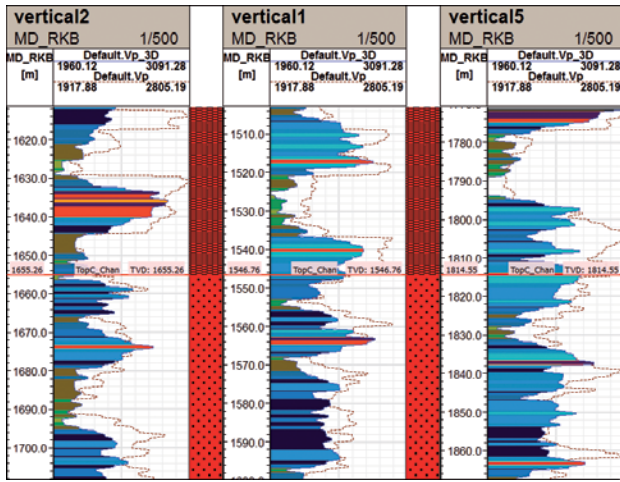 vertical2
MD_RKB 1/500
MD_RKB
[m]
Default.Vp_3D
1960.12 3091.28
Default.Vp
1917.88 2805.19
1620.0
1630.0
1640.0
1650.0
1655.26 TopC_Chan TVD: 1655.26
1660.0
1670.0
1680.0
1690.0
1700.0
vertical1
MD_RKB 1/500
MD_RKB
[m]
Default.Vp_3D
1960.12 3091.28
Default.Vp
1917.88 2805.19
1510.0
1520.0
1530.0
1540.0
1546.76 TopC_Chan TVD: 1546.76
1550.0
1560.0
1570.0
1580.0
1590.0
vertical5
MD_RKB 1/500
MD_RKB
[m]
Default.Vp_3D
1960.12 3091.28
Default.Vp
1917.88 2805.19
1780.0
1790.0
1800.0
1810.0
1814.55 TopC_Chan TVD: 1814.55
1820.0
1830.0
1840.0
1850.0
1860.0